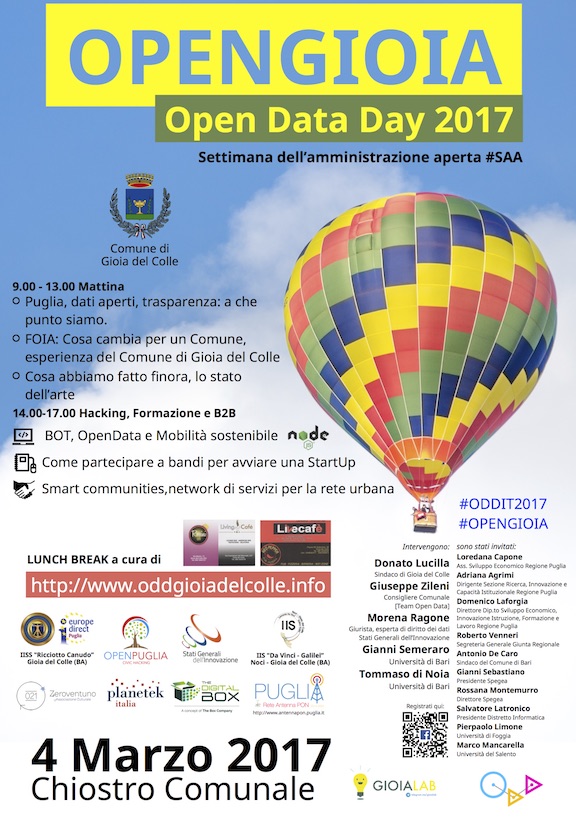 OPENGIOIA
Open Data Day 2017
Settimana dell'amministrazione aperta #SAA
Comune di
Gioia del Colle
9.00 - 13.00 Mattina
Puglia, dati aperti, trasparenza: a che
punto siamo.
FOIA: Cosa cambia per un Comune,
esperienza del Comune di Gioia del Colle
Cosa abbiamo fatto finora, lo stato
dell'arte
14.00-17.00 Hacking, Formazione e B2B
BOT, OpenData e Mobilità sostenibile
node
Come partecipare a bandi per avviare una StartUp
Smart communities,network di servizi per la rete urbana
#ODDIT2017
#OPENGIOIA
LUNCH BREAK a cura di
Living Cafè
Livecafè
http://www.oddgioiadelcolle.info
europe
direct
Puglia
IISS "Ricciotto Canudo"
Gioia del Colle (BA)
OPENPUGLIA
CIVIC HACKING
Stati Generali
dell'Innovazione
IIS
IIS "Da Vinci - Galilei"
Noci - Gioia del Colle (BA)
Zeroventuno
planetek
italia
THE
DIGITAL
BOX
A concept of The Box Company
PUGLIA
Rete Antenna PON
http://www.antennapon.puglia.it
Intervengono:
Donato Lucilla
Sindaco di Gioia del Colle
Giuseppe Zileni
Consigliere Comunale
[Team Open Data]
Morena Ragone
Giurista, esperta di diritto dei dati
Stati Generali dell'Innovazione
Gianni Semeraro
Università di Bari
Tommaso di Noia
Università di Bari
Registrati qui!
sono stati invitati:
Loredana Capone
Ass. Sviluppo Economico Regione Puglia
Adriana Agrimi
Dirigente Sezione Ricerca, Innovazione e
Capacità Istituzionale Regione Puglia
Domenico Laforgia
Direttore Dip.to Sviluppo Economico,
Innovazione, Istruzione, Formazione e
Lavoro Regione Puglia
Roberto Venneri
Segreteria Generale Giunta Regionale
Antonio De Caro
Sindaco del Comune di Bari
Gianni Sebastiano
Presidente Spegea
Rossana Montemurro
Direttore Spegea
Salvatore Latronico
Presidente Distretto Informatica
Pierpaolo Limone
Università di Foggia
Marco Mancarella
Università del Salento
4 Marzo 2017
Chiostro Comunale
GIOIALAB